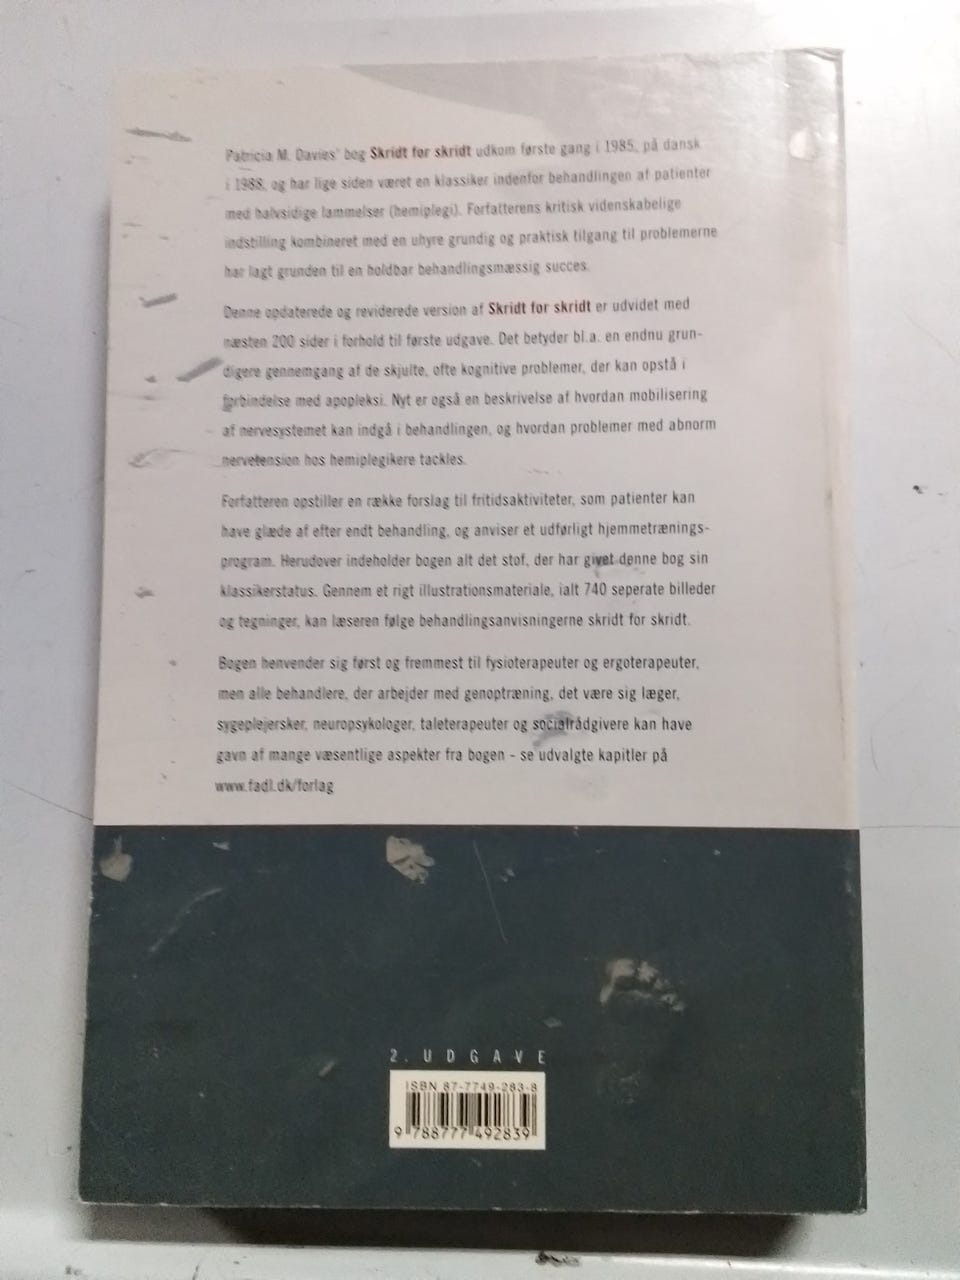 Patricia M. Davies' bog Skridt for skridt udkom første gang i 1985, på dansk
i 1988, og har lige siden været en klassiker indenfor behandlingen af patienter
med halvsidige lammelser (hemiplegi). Forfatterens kritisk videnskabelige
indstilling kombineret med en uhyre grundig og praktisk tilgang til problemerne
har lagt grunden til en holdbar behandlingsmæssig succes.
Denne opdaterede og reviderede version af Skridt for skridt er udvidet med
næsten 200 sider i forhold til første udgave. Det betyder bl.a. en endnu grun-
digere gennemgang af de skjulte, ofte kognitive problemer, der kan opstå i
forbindelse med apopleksi. Nyt er også en beskrivelse af hvordan mobilisering
af nervesystemet kan indgå i behandlingen, og hvordan problemer med abnorm
nervetension hos hemiplegikere tackles.
Forfatteren opstiller en række forslag til fritidsaktiviteter, som patienter kan
have glæde af efter endt behandling, og anviser et udførligt hjemmetrænings-
program. Herudover indeholder bogen alt det stof, der har givet denne bog sin
klassikerstatus. Gennem et rigt illustrationsmateriale, ialt 740 seperate billeder
og tegninger, kan læseren følge behandlingsanvisningerne skridt for skridt.
Bogen henvender sig først og fremmest til fysioterapeuter og ergoterapeuter,
men alle behandlere, der arbejder med genoptræning, det være sig læger,
sygeplejersker, neuropsykologer, taleterapeuter og socialrådgivere kan have
gavn af mange væsentlige aspekter fra bogen - se udvalgte kapitler på
www.fadl.dk/forlag
2. UDGAVE
ISBN 87-7749-283-8
9 788777 492839